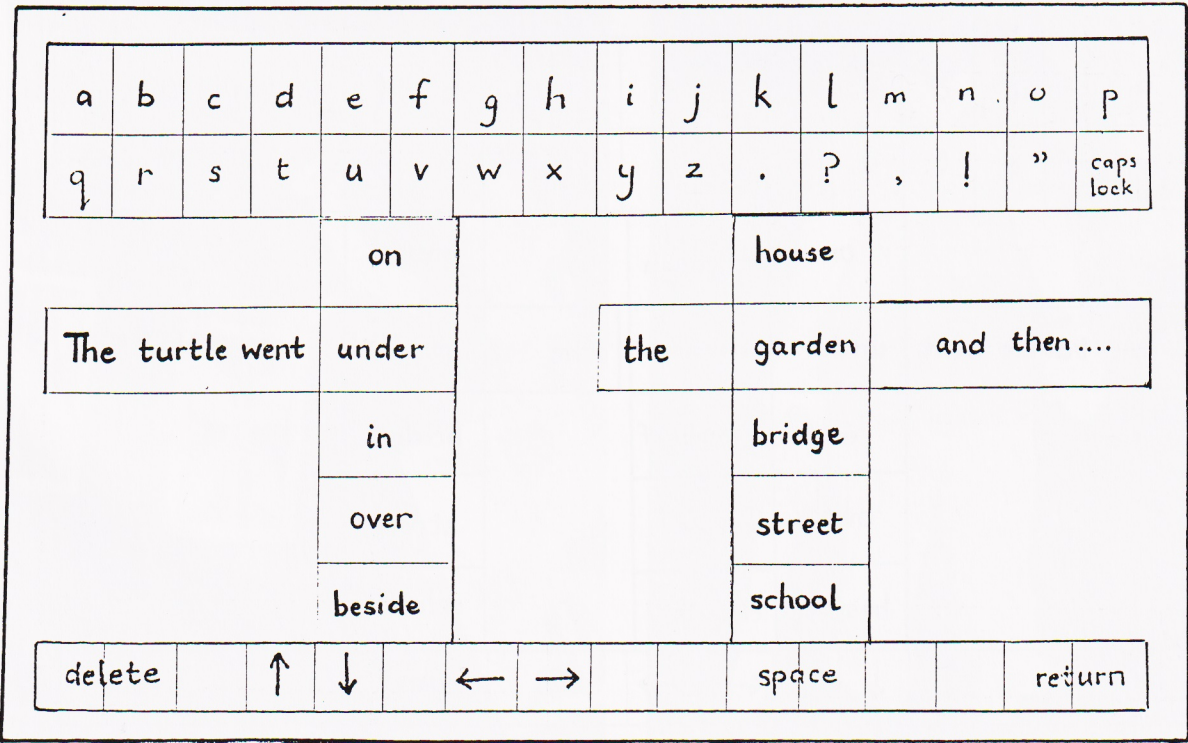 a b c d e f g h i j k l m n o p
q r s t u v w x y z . ? , ! ” caps lock
on house
The turtle went under the garden and then....
in bridge
over street
beside school
delete ↑ ↓ ← → space return